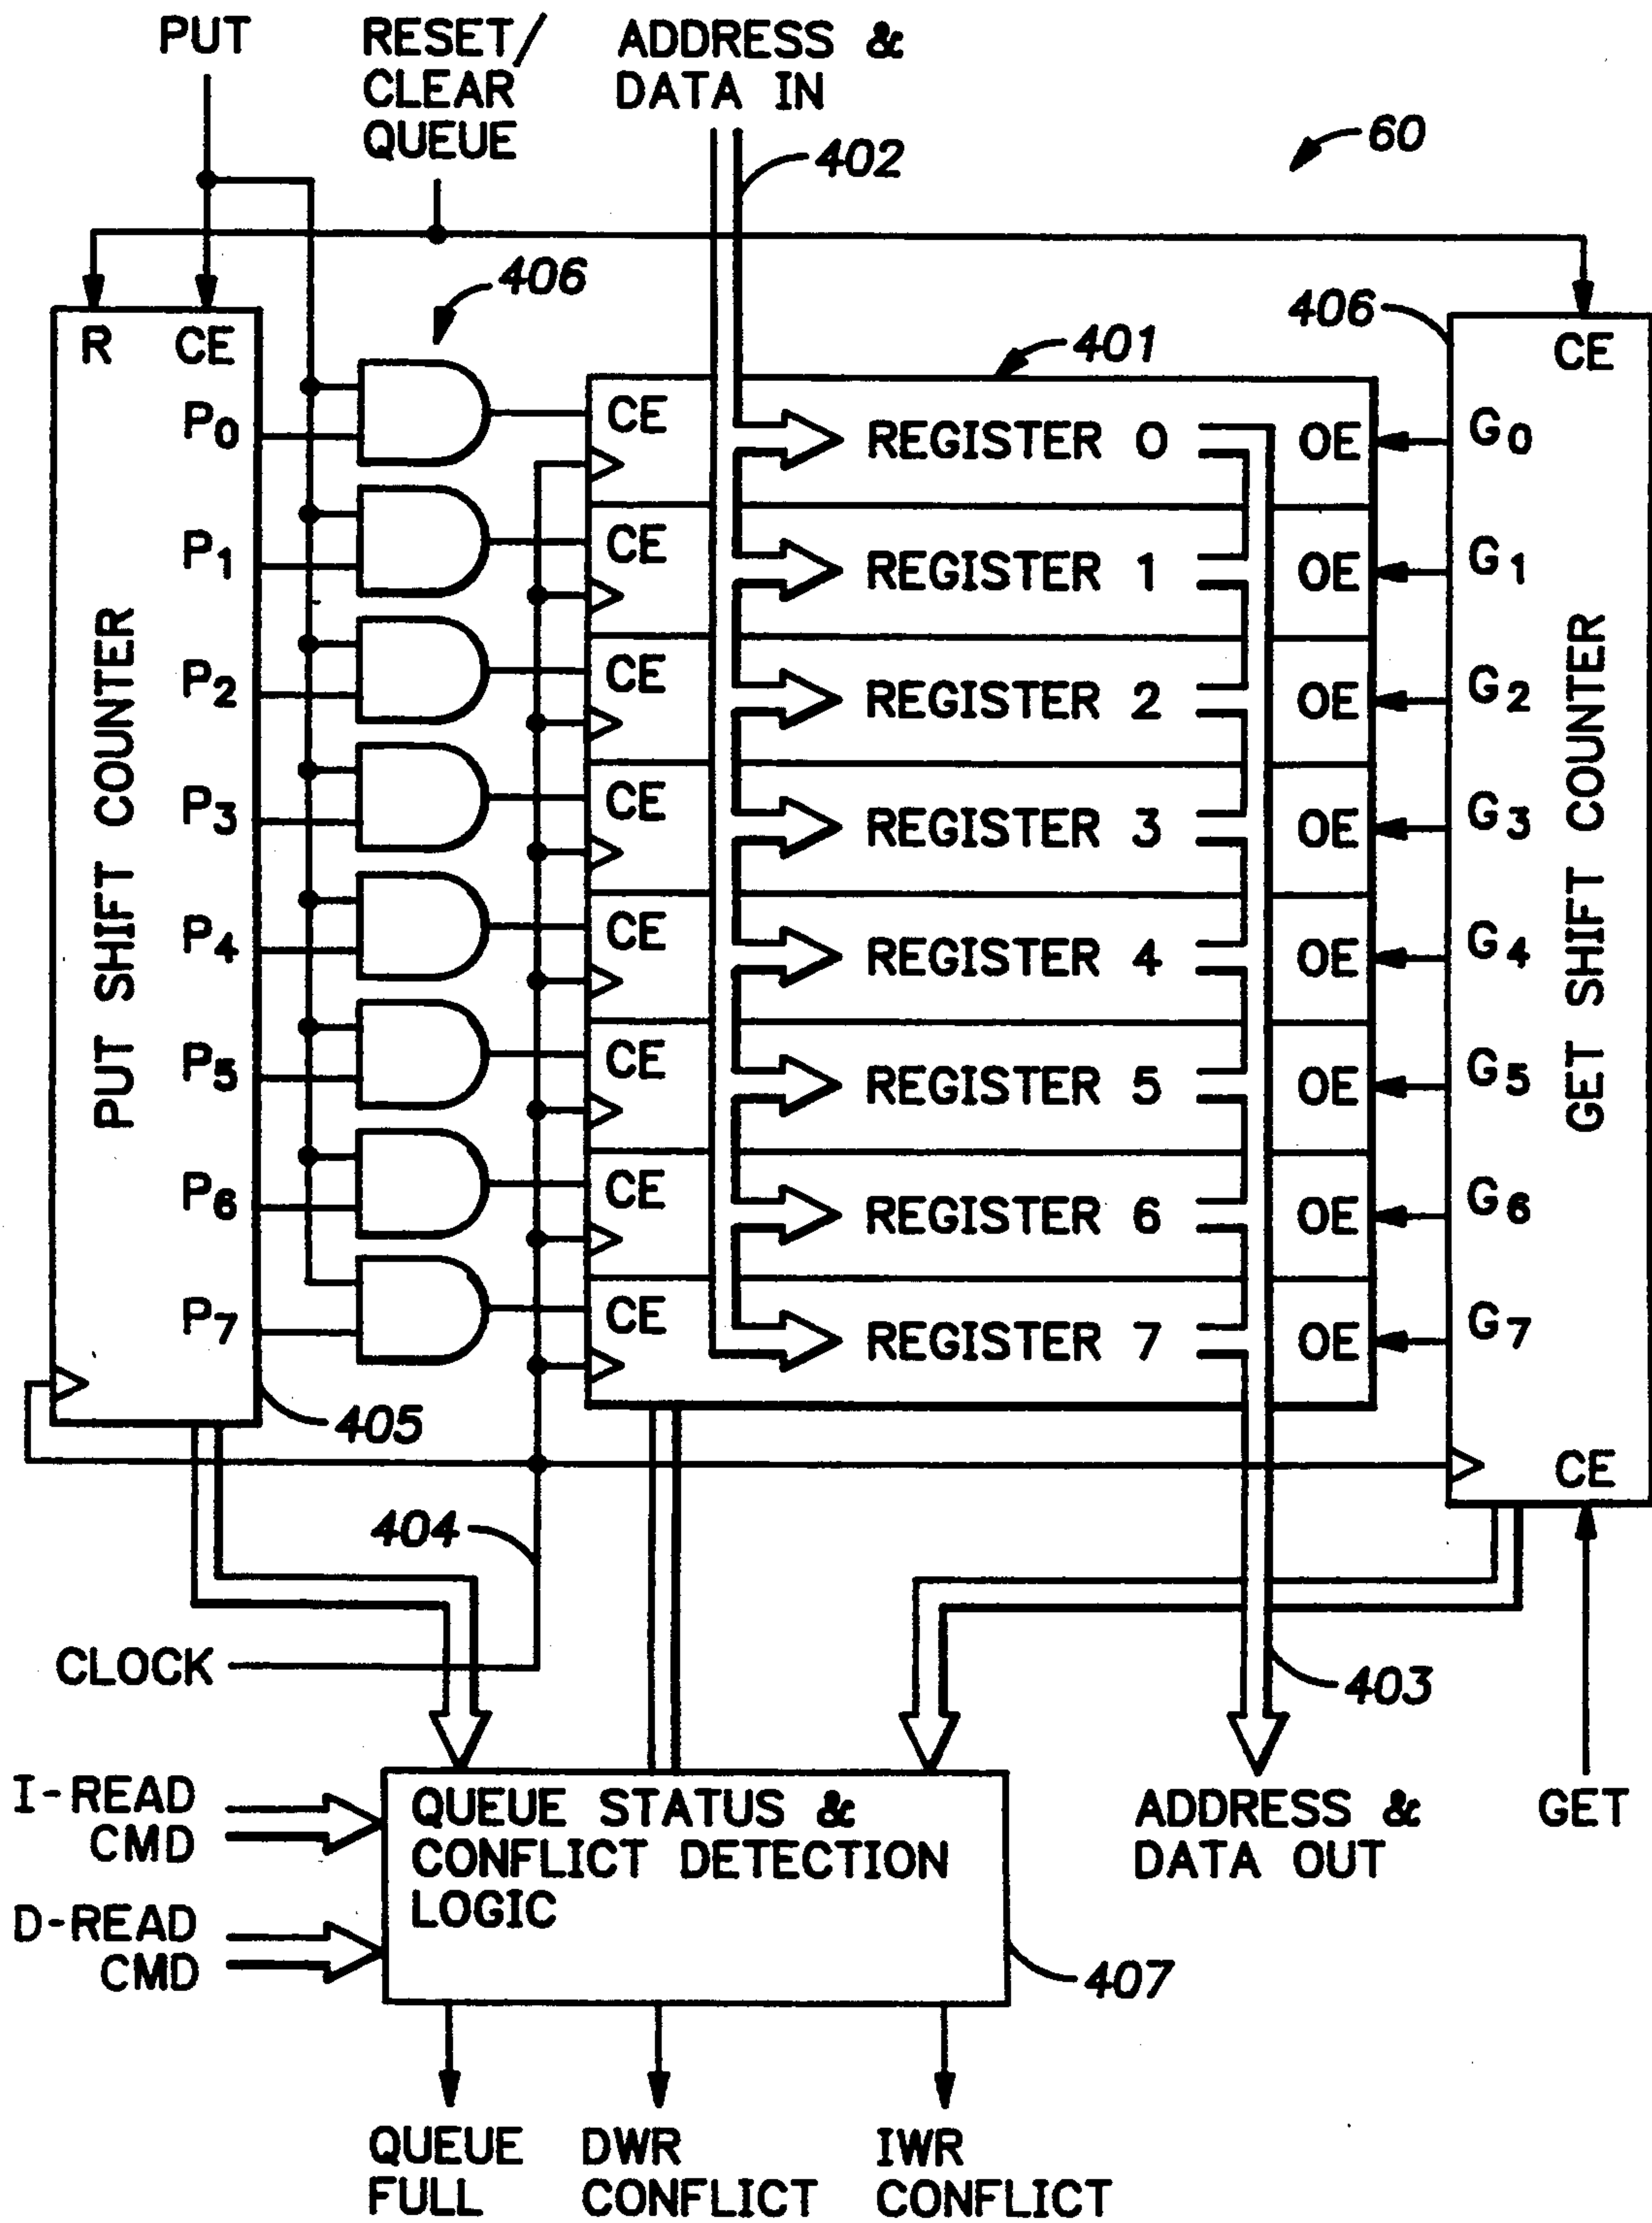 PUT
RESET/
CLEAR
QUEUE
ADDRESS &
DATA IN
60
402
406
406
401
R CE
CE
P0
P1
P2
P3
P4
P5
P6
P7
PUT SHIFT COUNTER
CE REGISTER 0 OE
CE REGISTER 1 OE
CE REGISTER 2 OE
CE REGISTER 3 OE
CE REGISTER 4 OE
CE REGISTER 5 OE
CE REGISTER 6 OE
CE REGISTER 7 OE
G0
G1
G2
G3
G4
G5
G6
G7
GET SHIFT COUNTER
CE
405
404
CLOCK
403
I-READ
CMD
D-READ
CMD
QUEUE STATUS &
CONFLICT DETECTION
LOGIC
407
ADDRESS &
DATA OUT
GET
QUEUE
FULL
DWR
CONFLICT
IWR
CONFLICT